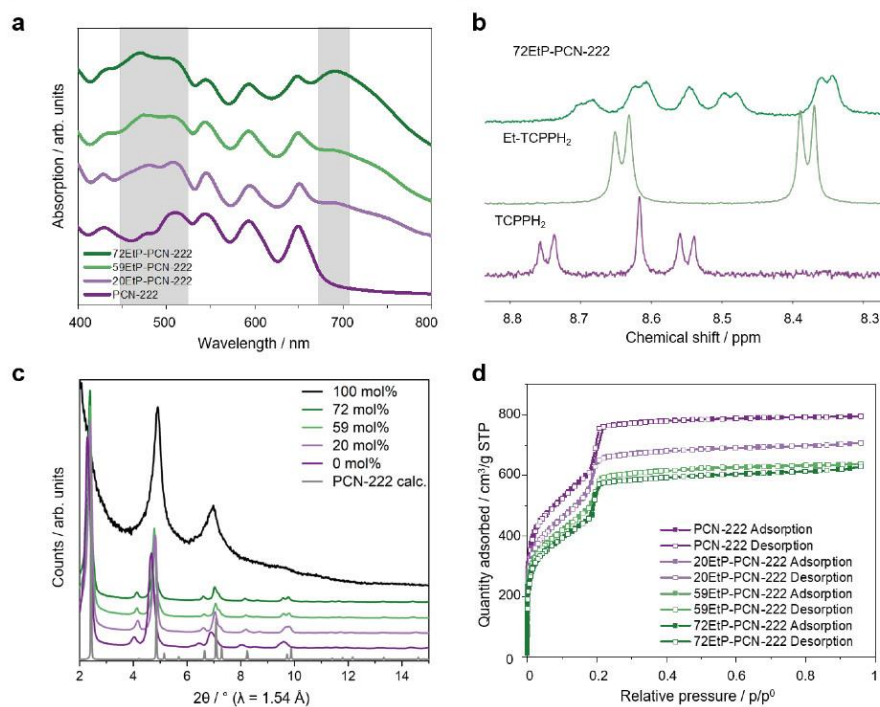 a
Absorption / arb. units
72EtP-PCN-222
59EtP-PCN-222
20EtP-PCN-222
PCN-222
400 500 600 700 800
Wavelength / nm
b
72EtP-PCN-222
Et-TCPPH₂
TCPPH₂
8.8 8.7 8.6 8.5 8.4 8.3
Chemical shift / ppm
c
Counts / arb. units
100 mol%
72 mol%
59 mol%
20 mol%
0 mol%
PCN-222 calc.
2 4 6 8 10 12 14
2θ / ° (λ = 1.54 Å)
d
Quantity adsorbed / cm³/g STP
800
600
400
200
0
PCN-222 Adsorption
PCN-222 Desorption
20EtP-PCN-222 Adsorption
20EtP-PCN-222 Desorption
59EtP-PCN-222 Adsorption
59EtP-PCN-222 Desorption
72EtP-PCN-222 Adsorption
72EtP-PCN-222 Desorption
0 0.2 0.4 0.6 0.8 1
Relative pressure / p/p⁰